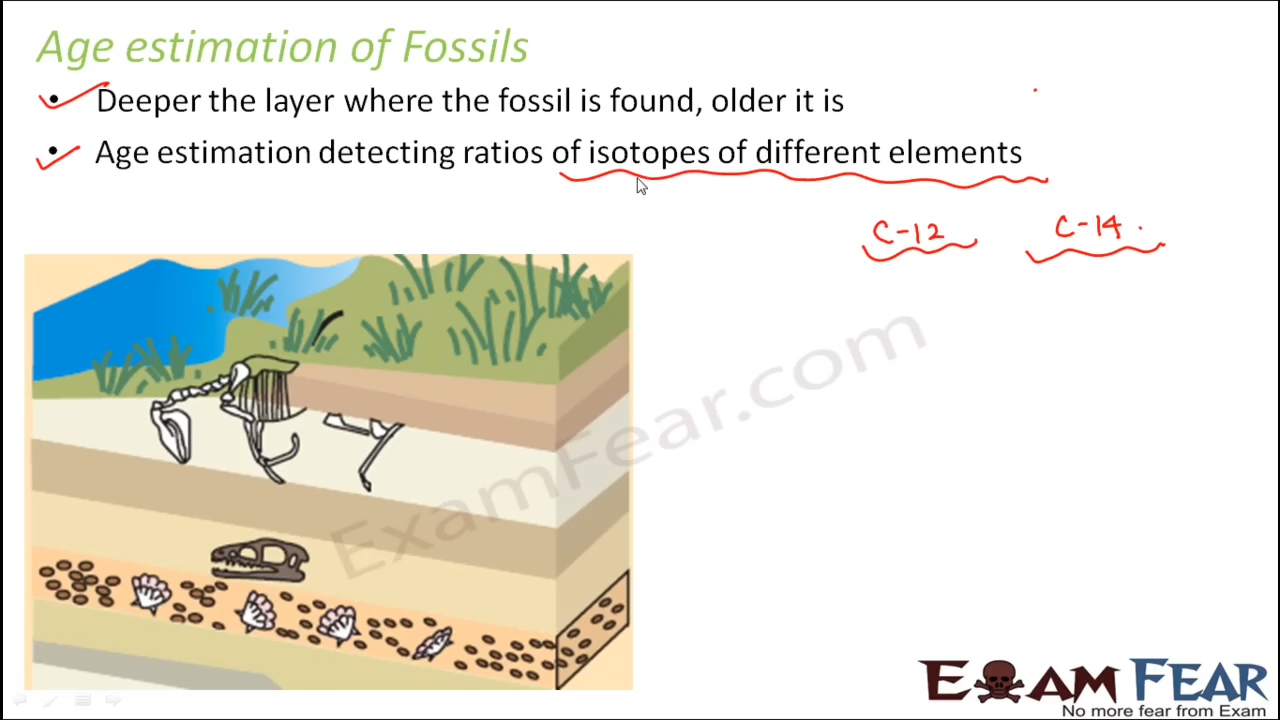 Age estimation of Fossils
• Deeper the layer where the fossil is found, older it is
• Age estimation detecting ratios of isotopes of different elements
C-12 C-14
ExamFear.com
EXAM FEAR
No more fear from Exam